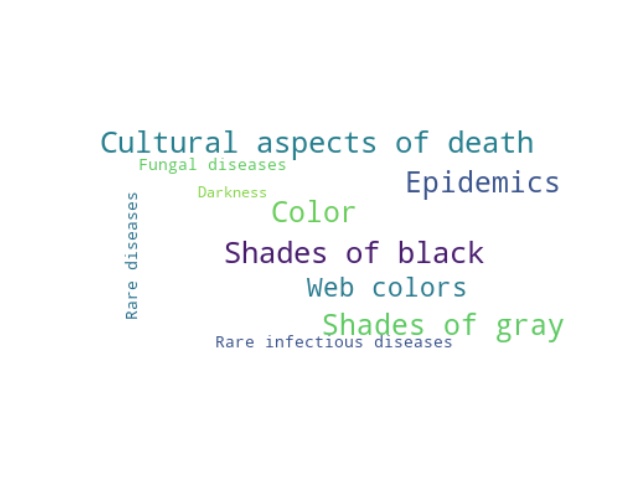 Cultural aspects of death
Fungal diseases
Epidemics
Darkness
Rare diseases
Color
Shades of black
Web colors
Shades of gray
Rare infectious diseases